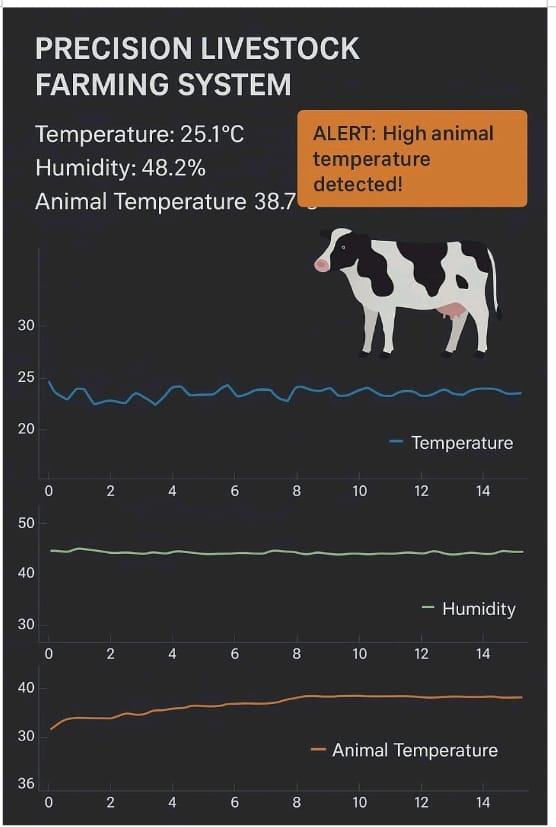 PRECISION LIVESTOCK
FARMING SYSTEM
Temperature: 25.1°C
Humidity: 48.2%
Animal Temperature 38.7
ALERT: High animal
temperature
detected!
30
25
20
Temperature
0 2 4 6 8 10 12 14
50
40
30
Humidity
0 2 4 6 8 10 12 14
40
30
36
Animal Temperature
0 2 4 6 8 10 12 14